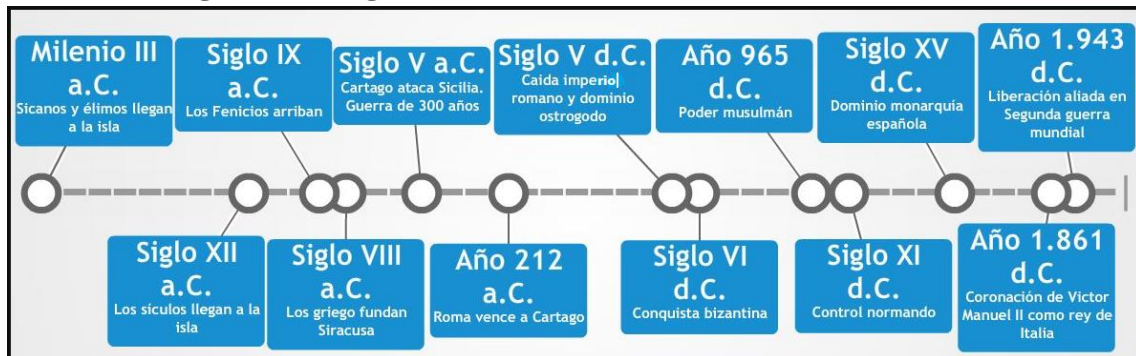 Milenio III
a.C.
Sicanos y élimos llegan
a la isla
Siglo IX
a.C.
Los Fenicios arriban
Siglo V a.C.
Cartago ataca Sicilia.
Guerra de 300 años
Siglo V d.C.
Caida imperio
romano y dominio
ostrogodo
Año 965
d.C.
Poder musulmán
Siglo XV
d.C.
Dominio monarquía
española
Año 1.943
d.C.
Liberación aliada en
Segunda guerra
mundial
Siglo XII
a.C.
Los sículos llegan a la
isla
Siglo VIII
a.C.
Los griego fundan
Siracusa
Año 212
a.C.
Roma vence a Cartago
Siglo VI
d.C.
Conquista bizantina
Siglo XI
d.C.
Control normando
Año 1.861
d.C.
Coronación de Victor
Manuel II como rey de
Italia